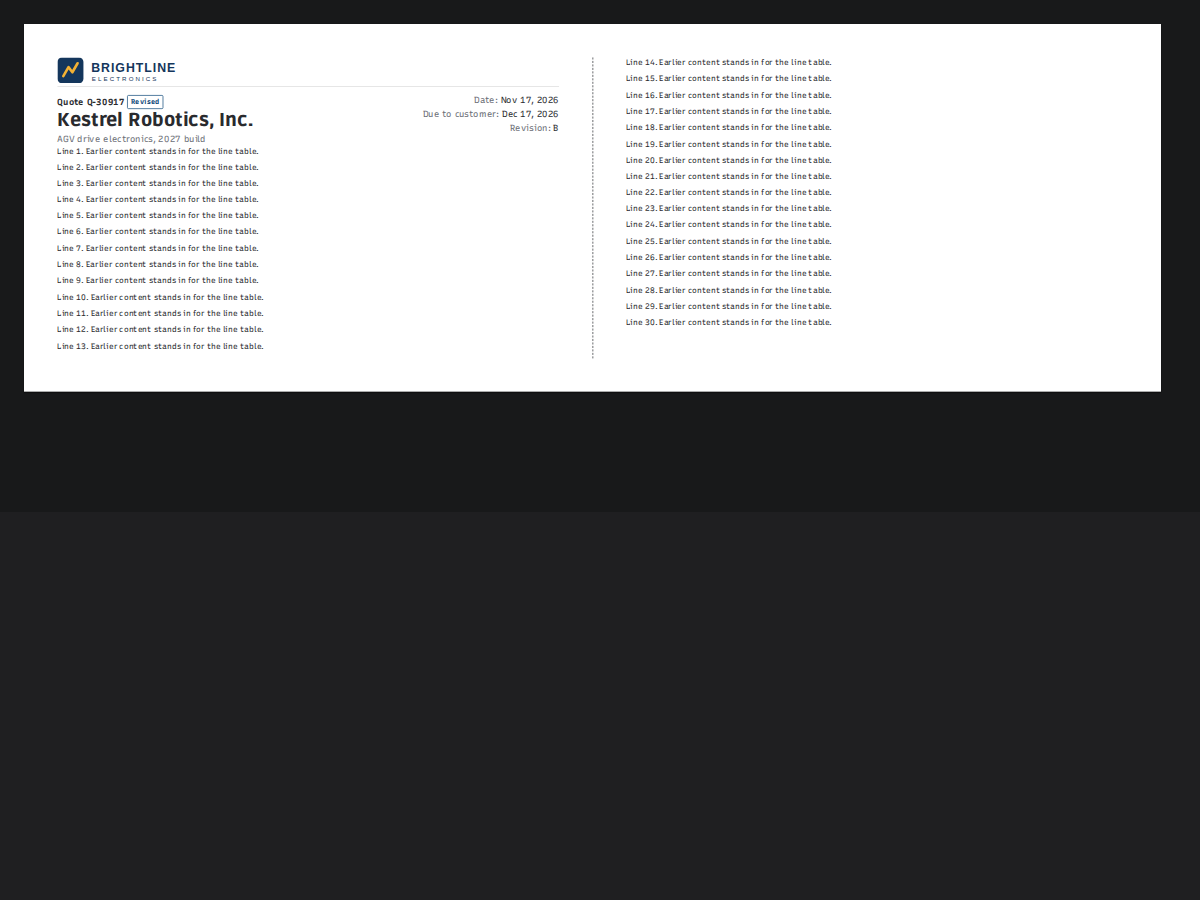 BRIGHTLINE
ELECTRONICS
Quote Q-30917 Revised
Kestrel Robotics, Inc.
AGV drive electronics, 2027 build
Date: Nov 17, 2026
Due to customer: Dec 17, 2026
Revision: B
Line 1. Earlier content stands in for the line table.
Line 2. Earlier content stands in for the line table.
Line 3. Earlier content stands in for the line table.
Line 4. Earlier content stands in for the line table.
Line 5. Earlier content stands in for the line table.
Line 6. Earlier content stands in for the line table.
Line 7. Earlier content stands in for the line table.
Line 8. Earlier content stands in for the line table.
Line 9. Earlier content stands in for the line table.
Line 10. Earlier content stands in for the line table.
Line 11. Earlier content stands in for the line table.
Line 12. Earlier content stands in for the line table.
Line 13. Earlier content stands in for the line table.
Line 14. Earlier content stands in for the line table.
Line 15. Earlier content stands in for the line table.
Line 16. Earlier content stands in for the line table.
Line 17. Earlier content stands in for the line table.
Line 18. Earlier content stands in for the line table.
Line 19. Earlier content stands in for the line table.
Line 20. Earlier content stands in for the line table.
Line 21. Earlier content stands in for the line table.
Line 22. Earlier content stands in for the line table.
Line 23. Earlier content stands in for the line table.
Line 24. Earlier content stands in for the line table.
Line 25. Earlier content stands in for the line table.
Line 26. Earlier content stands in for the line table.
Line 27. Earlier content stands in for the line table.
Line 28. Earlier content stands in for the line table.
Line 29. Earlier content stands in for the line table.
Line 30. Earlier content stands in for the line table.